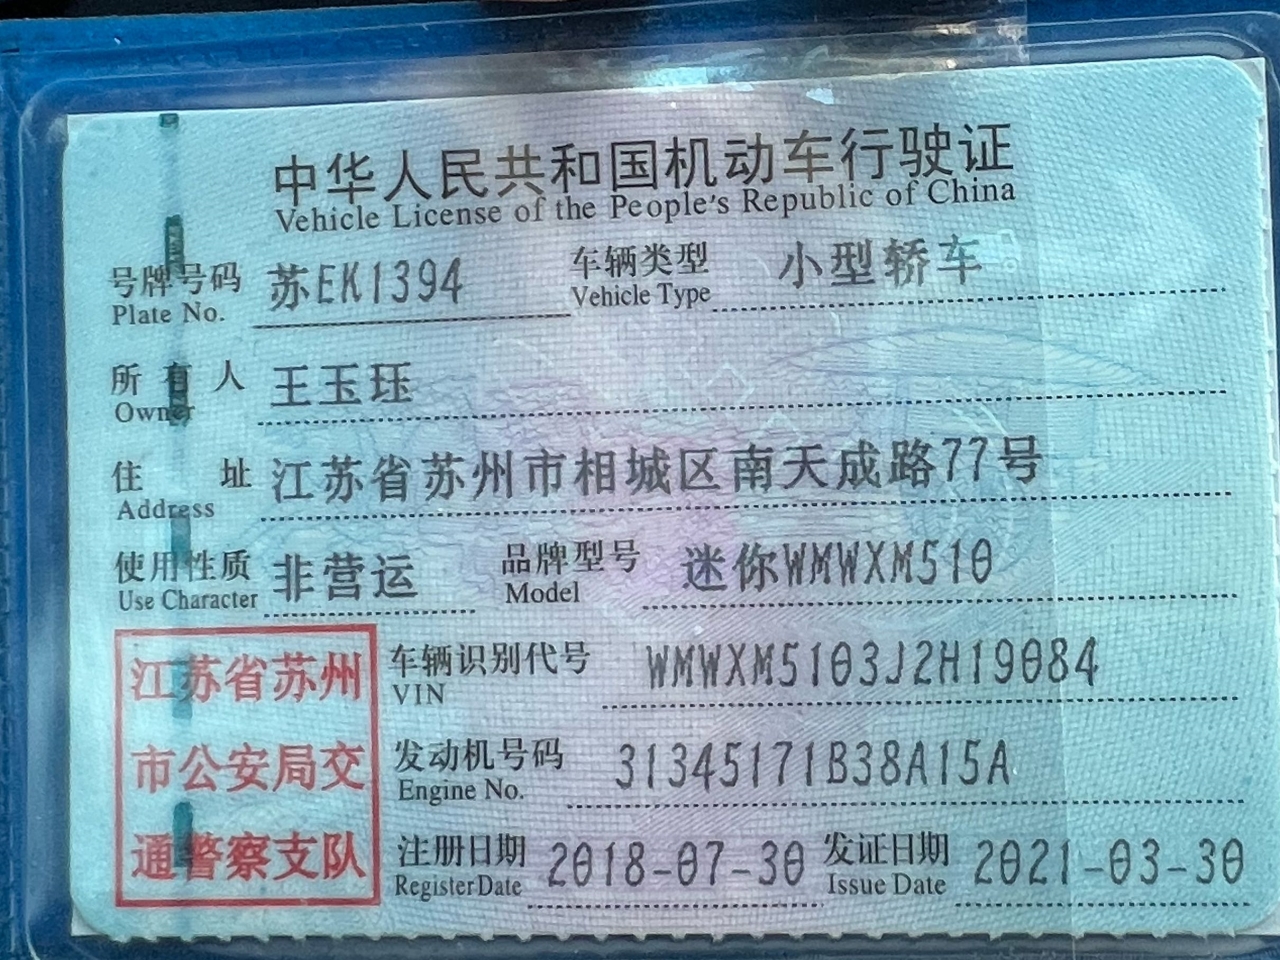 中华人民共和国机动车行驶证
Vehicle License of the People's Republic of China
号牌号码 苏EK1394 车辆类型 小型轿车
Plate No. Vehicle Type
所有人 王玉珏
Owner
住址 江苏省苏州市相城区南天成路77号
Address
使用性质 非营运 品牌型号 迷你WMWXM510
Use Character Model
江苏省苏州
市公安局交
通警察支队
车辆识别代号 WMWXM5103J2H19084
VIN
发动机号码 31345171B38A15A
Engine No.
注册日期 2018-07-30 发证日期 2021-03-30
Register Date Issue Date